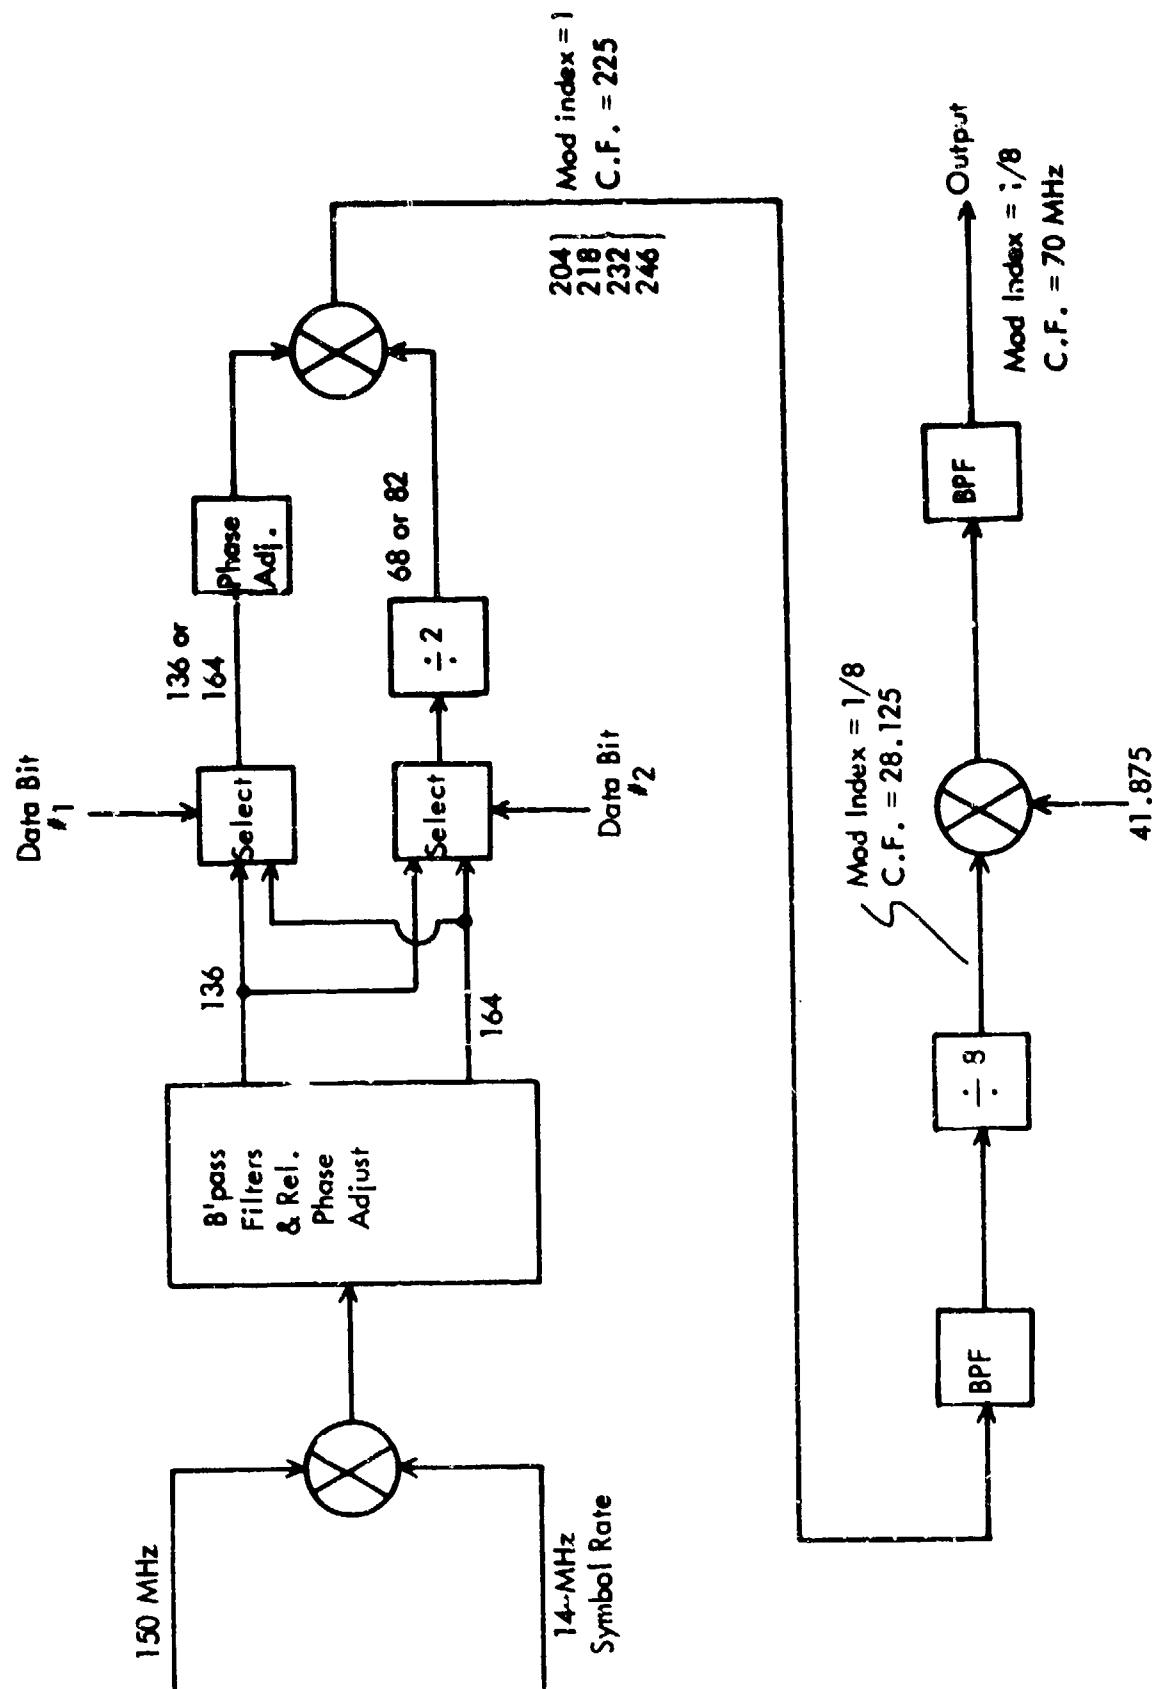 150 MHz
14-MHz
Symbol Rate
B'pass
Filters
& Rel.
Phase
Adjust
136
164
Data Bit
#1
Select
Select
Data Bit
#2
136 or
164
Phase
Adj.
÷2
68 or 82
204
218
232
246
Mod index = 1
C.F. = 225
BPF
÷8
Mod Index = 1/8
C.F. = 28.125
41.875
BPF
Output
Mod Index = 1/8
C.F. = 70 MHz